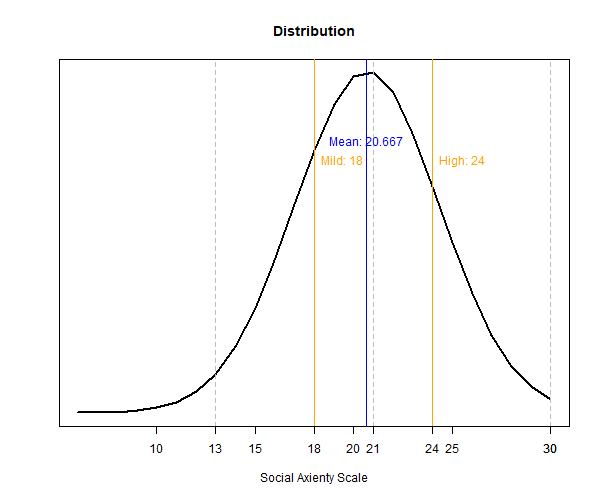 Distribution
Mean: 20.667
Mild: 18 High: 24
10 13 15 18 20 21 24 25 30
Social Axienty Scale